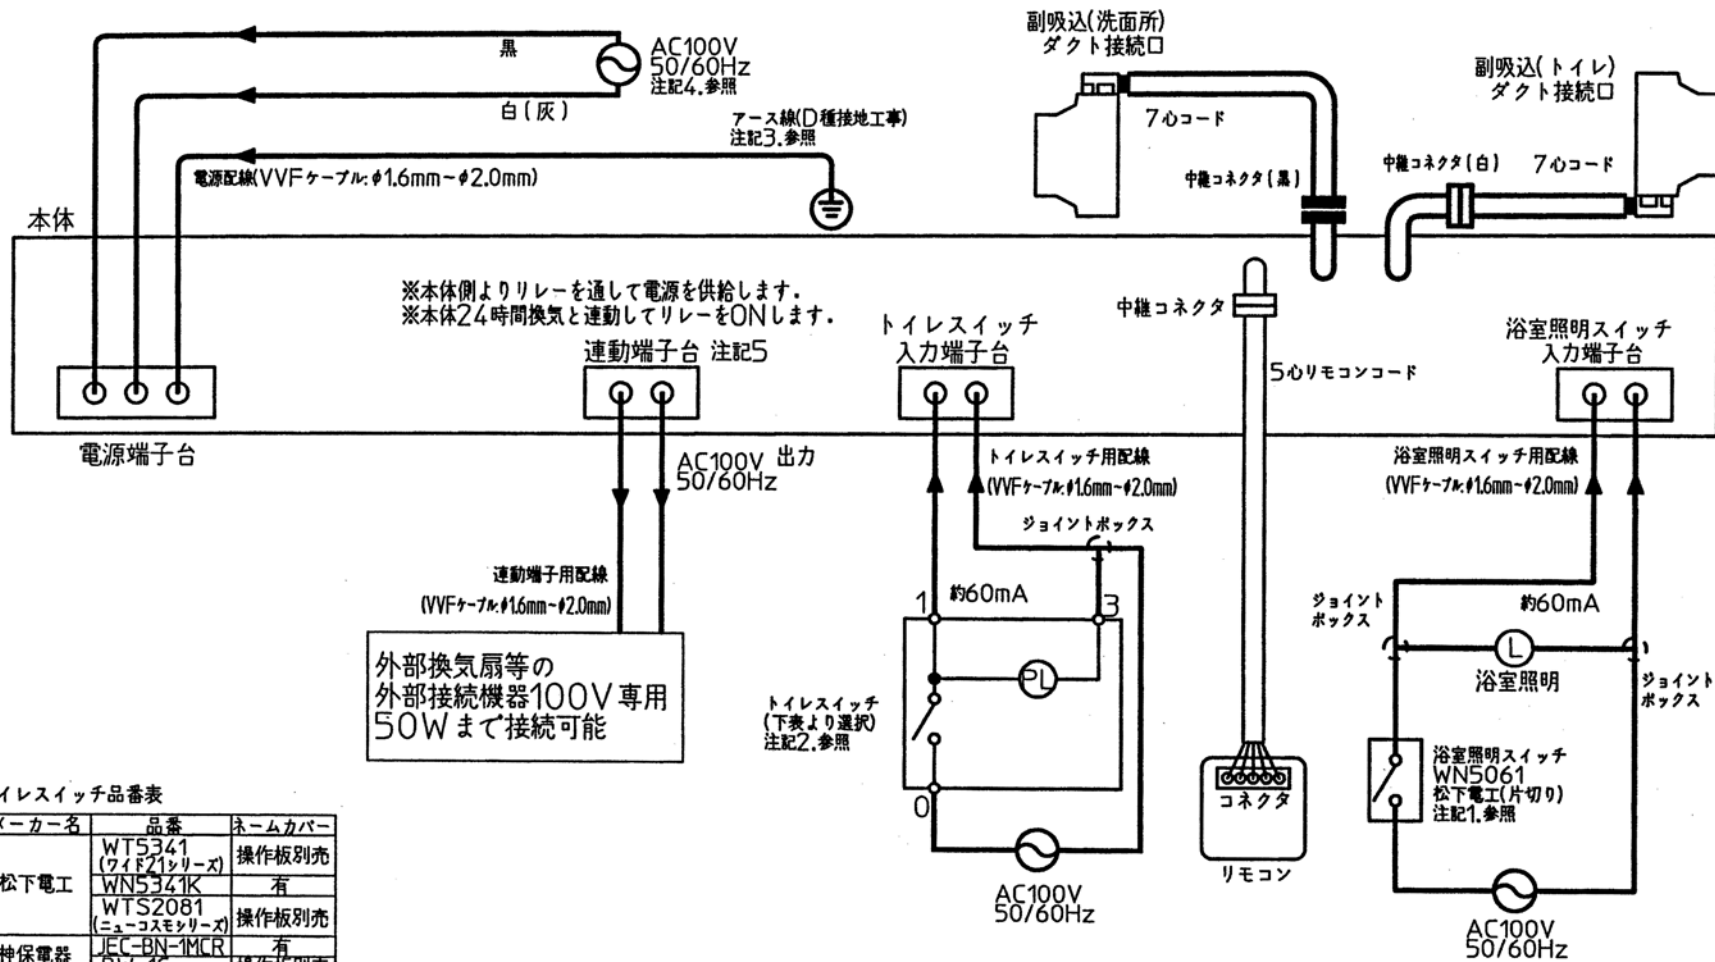 黒
AC100V
50/60Hz
注記4.参照
白(灰)
アース線(D種接地工事)
注記3.参照
電源配線(VVFケーブル:φ1.6mm~φ2.0mm)
副吸込(洗面所)
ダクト接続口
7心コード
中継コネクタ(黒)
副吸込(トイレ)
ダクト接続口
中継コネクタ(白)
7心コード
本体
※本体側よりリレーを通して電源を供給します.
※本体24時間換気と連動してリレーをONします.
電源端子台
連動端子台 注記5
トイレスイッチ
入力端子台
中継コネクタ
5心リモコンコード
浴室照明スイッチ
入力端子台
AC100V 出力
50/60Hz
トイレスイッチ用配線
(VVFケーブル:φ1.6mm~φ2.0mm)
浴室照明スイッチ用配線
(VVFケーブル:φ1.6mm~φ2.0mm)
ジョイントボックス
連動端子用配線
(VVFケーブル:φ1.6mm~φ2.0mm)
外部換気扇等の
外部接続機器100V専用
50Wまで接続可能
1
約60mA
3
PL
トイレスイッチ
(下表より選択)
注記2.参照
0
AC100V
50/60Hz
コネクタ
リモコン
ジョイント
ボックス
約60mA
L
浴室照明
ジョイント
ボックス
浴室照明スイッチ
WN5061
松下電工(片切り)
注記1.参照
AC100V
50/60Hz
イレスイッチ品番表
メーカー名 品番 ネームカバー
松下電工
WT5341
(ワイド21シリーズ)
操作板別売
WN5341K 有
WTS2081
(ニューコスモシリーズ)
操作板別売
神保電器
JEC-BN-1MCR 有